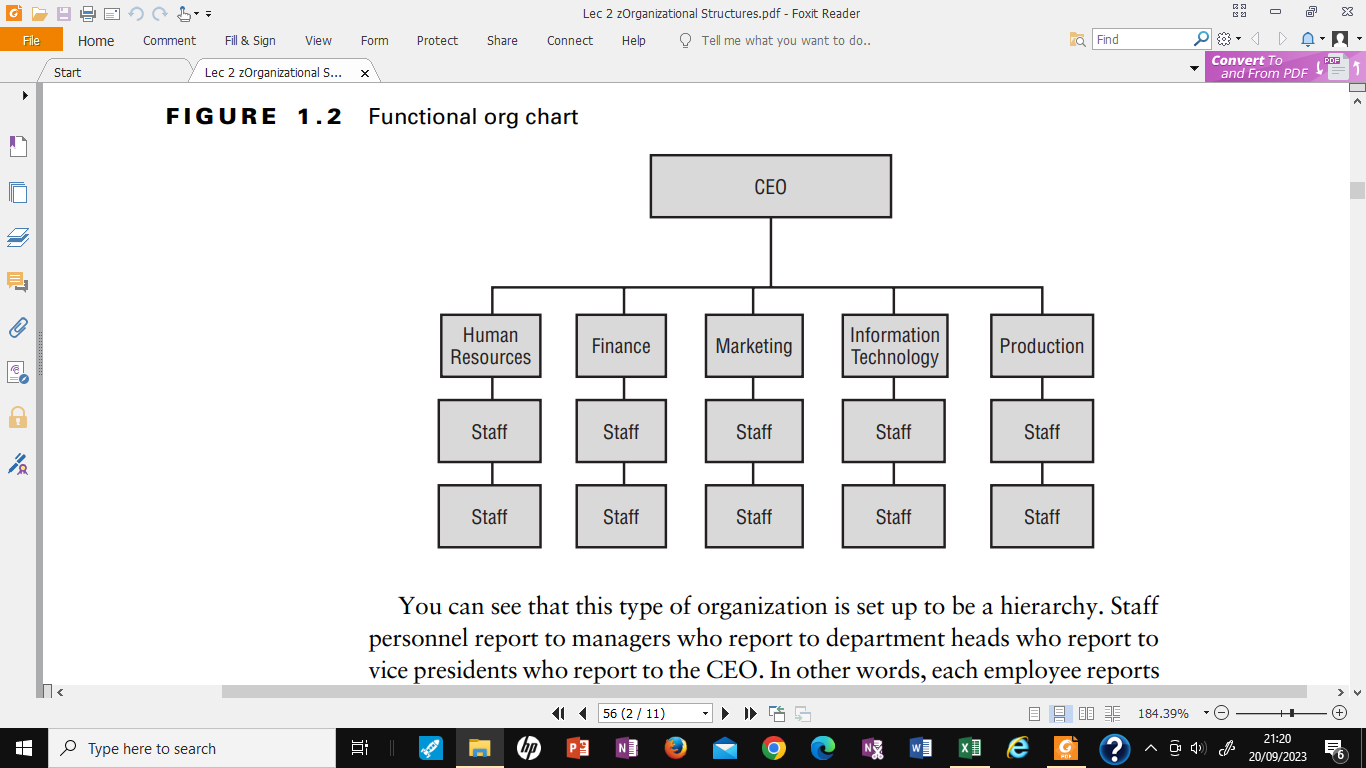 Lec 2 zOrganizational Structures.pdf - Foxit Reader
File Home Comment Fill & Sign View Form Protect Share Connect Help Tell me what you want to do.. Find
Start Lec 2 zOrganizational S... Convert To
and From PDF PDF
FIGURE 1.2 Functional org chart
CEO
Human
Resources
Finance
Marketing
Information
Technology
Production
Staff Staff Staff Staff Staff
Staff Staff Staff Staff Staff
You can see that this type of organization is set up to be a hierarchy. Staff
personnel report to managers who report to department heads who report to
vice presidents who report to the CEO. In other words, each employee reports
56 (2 / 11) 184.39%
Type here to search 21:20
20/09/2023 6